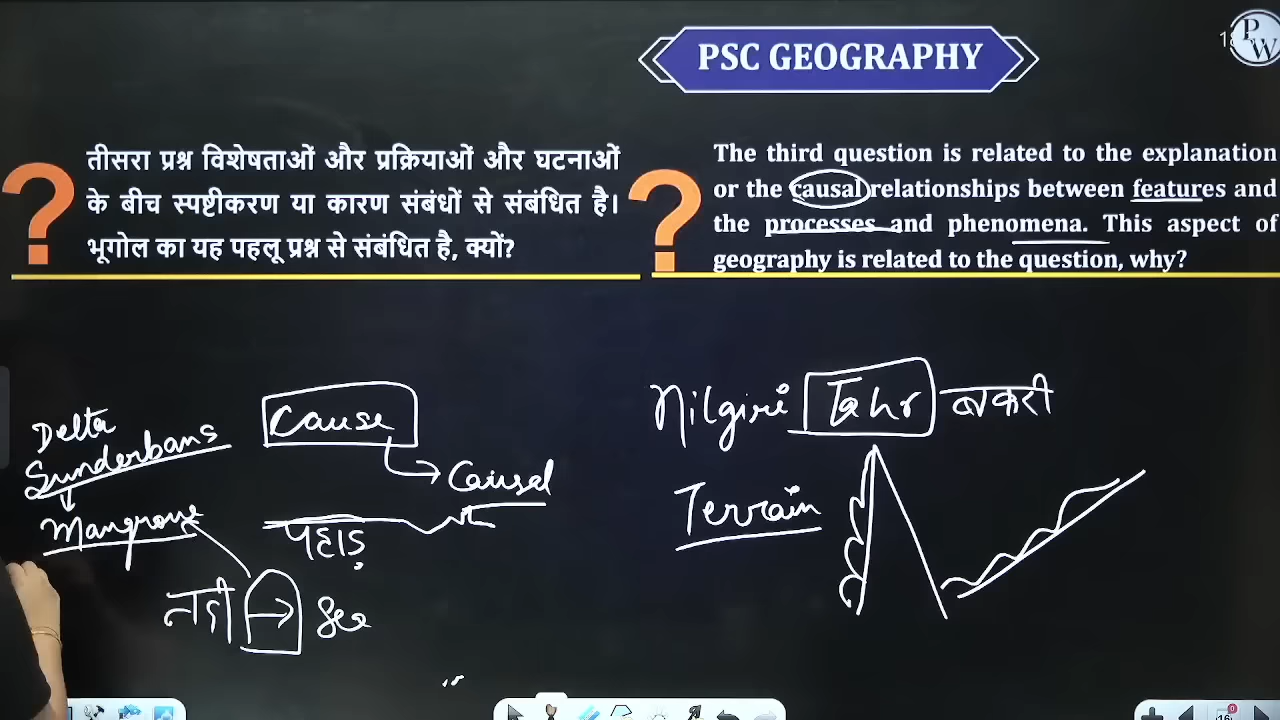 PSC GEOGRAPHY
PW
तीसरा प्रश्न विशेषताओं और प्रक्रियाओं और घटनाओं
के बीच स्पष्टीकरण या कारण संबंधों से संबंधित है।
भूगोल का यह पहलू प्रश्न से संबंधित है, क्यों?
The third question is related to the explanation
or the causal relationships between features and
the processes and phenomena. This aspect of
geography is related to the question, why?
Delta
Sunderbans
Mangrove
Cause
Causal
पहाड़
नदी
Nilgiri Tahr बकरी
Terrain
16